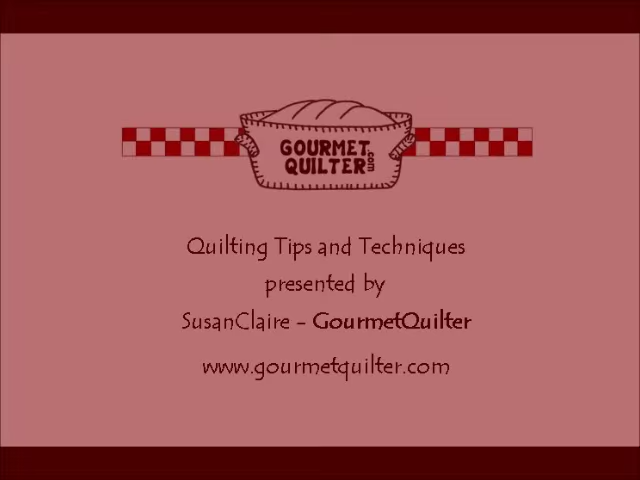 GOURMET
QUILTER.com
Quilting Tips and Techniques
presented by
SusanClaire - GourmetQuilter
www.gourmetquilter.com